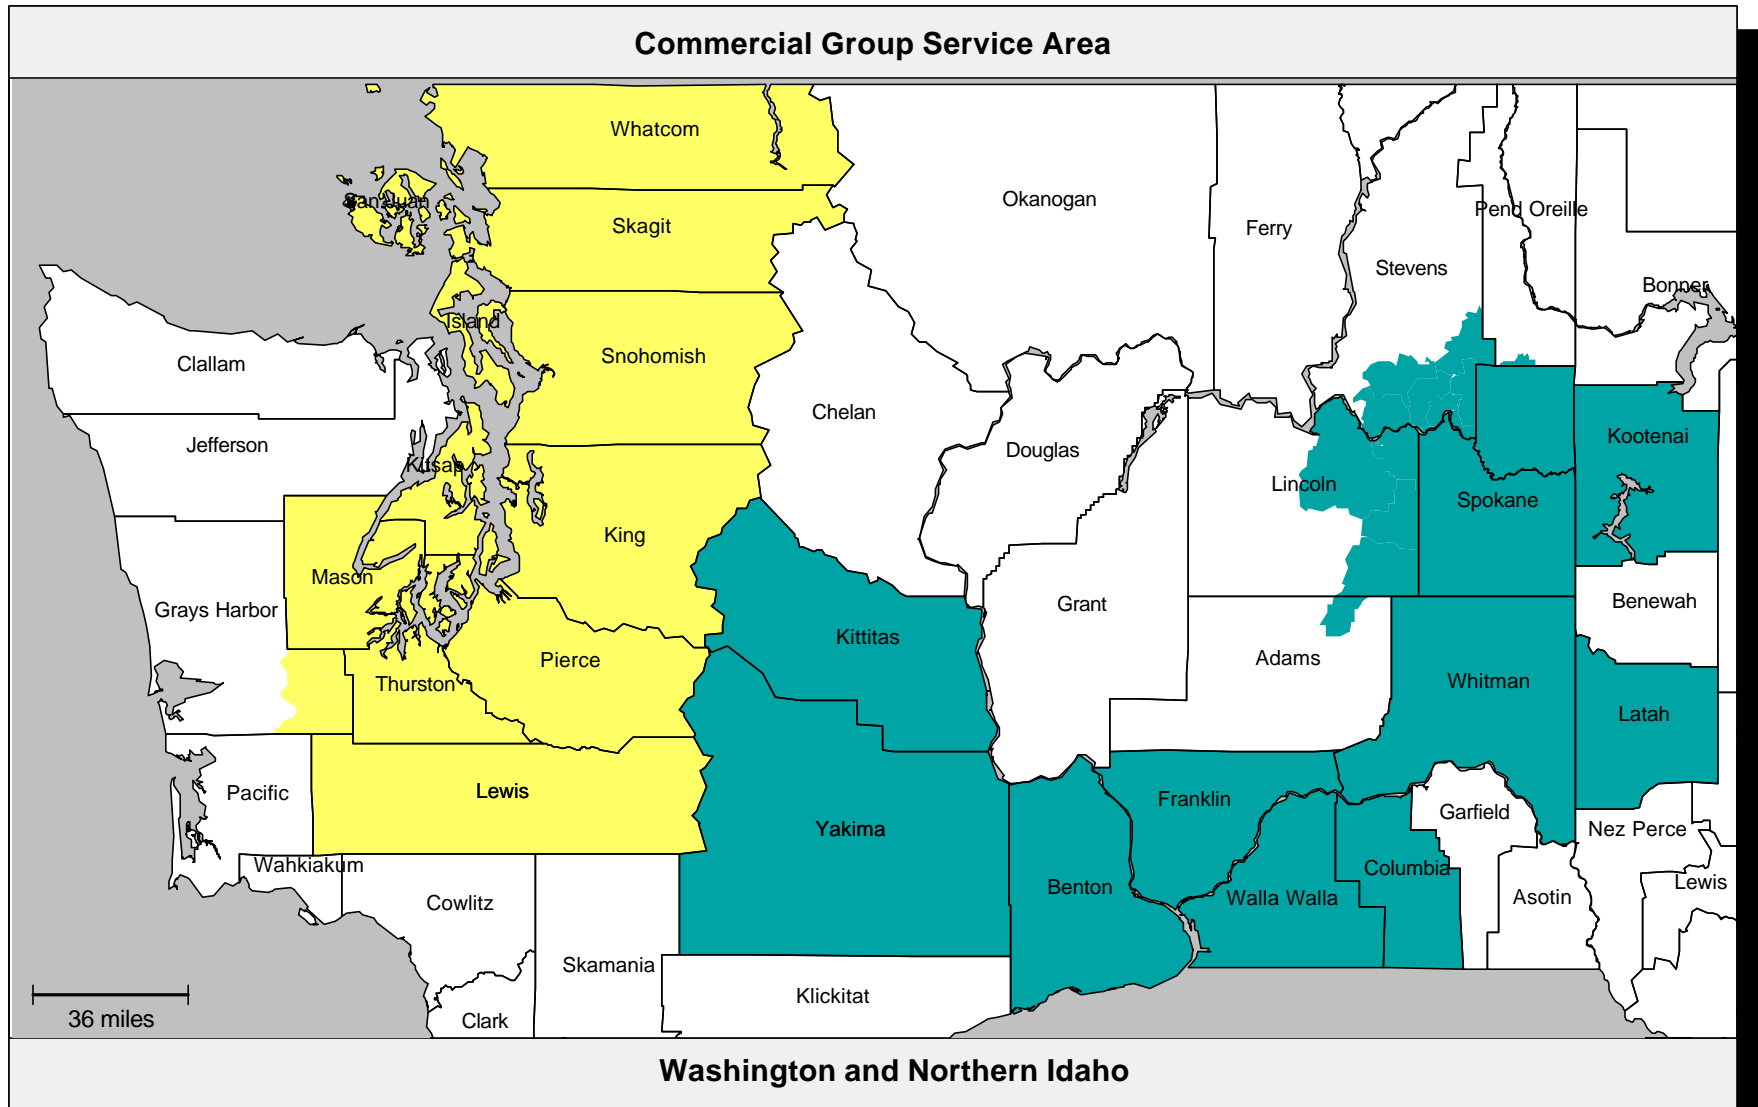 Commercial Group Service Area
Whatcom
Okanogan
San Juan
Pend Oreille
Skagit
Ferry
Stevens
Bonner
Island
Snohomish
Clallam
Chelan
Kootenai
Jefferson
Douglas
Kitsap
Lincoln
Spokane
King
Mason
Benewah
Grant
Grays Harbor
Kittitas
Adams
Pierce
Whitman
Thurston
Latah
Lewis
Pacific
Franklin
Garfield
Yakima
Nez Perce
Wahkiakum
Columbia
Lewis
Benton
Walla Walla
Asotin
Cowlitz
Skamania
Klickitat
36 miles
Clark
Washington and Northern Idaho